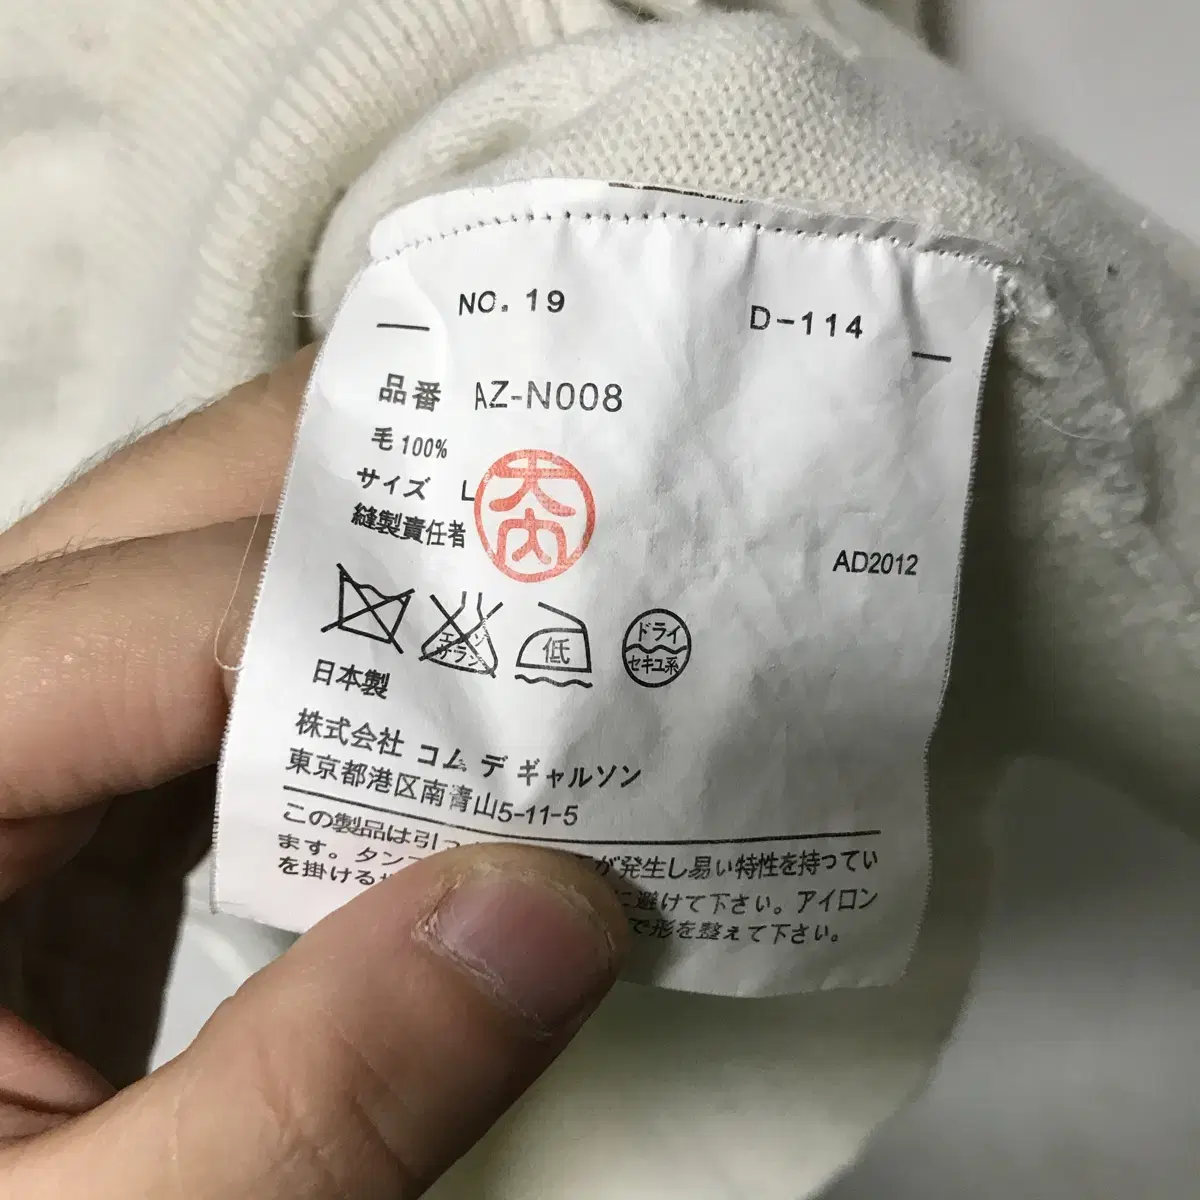 NO. 19 D-114
品番 AZ-N008
毛 100%
サイズ L
縫製責任者
大内
AD2012
エンソ
サラシ
低
ドライ
セキユ系
日本製
株式会社 コム デ ギャルソン
東京都港区南青山5-11-5
この製品は引っ が発生し易い特性を持ってい
ます。タン に避けて下さい。アイロン
を掛ける で形を整えて下さい。